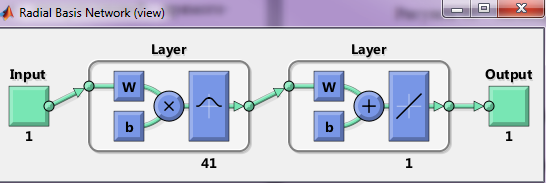 Radial Basis Network (view)
Layer
Layer
Input
Output
W
W
b
b
1
41
1
1